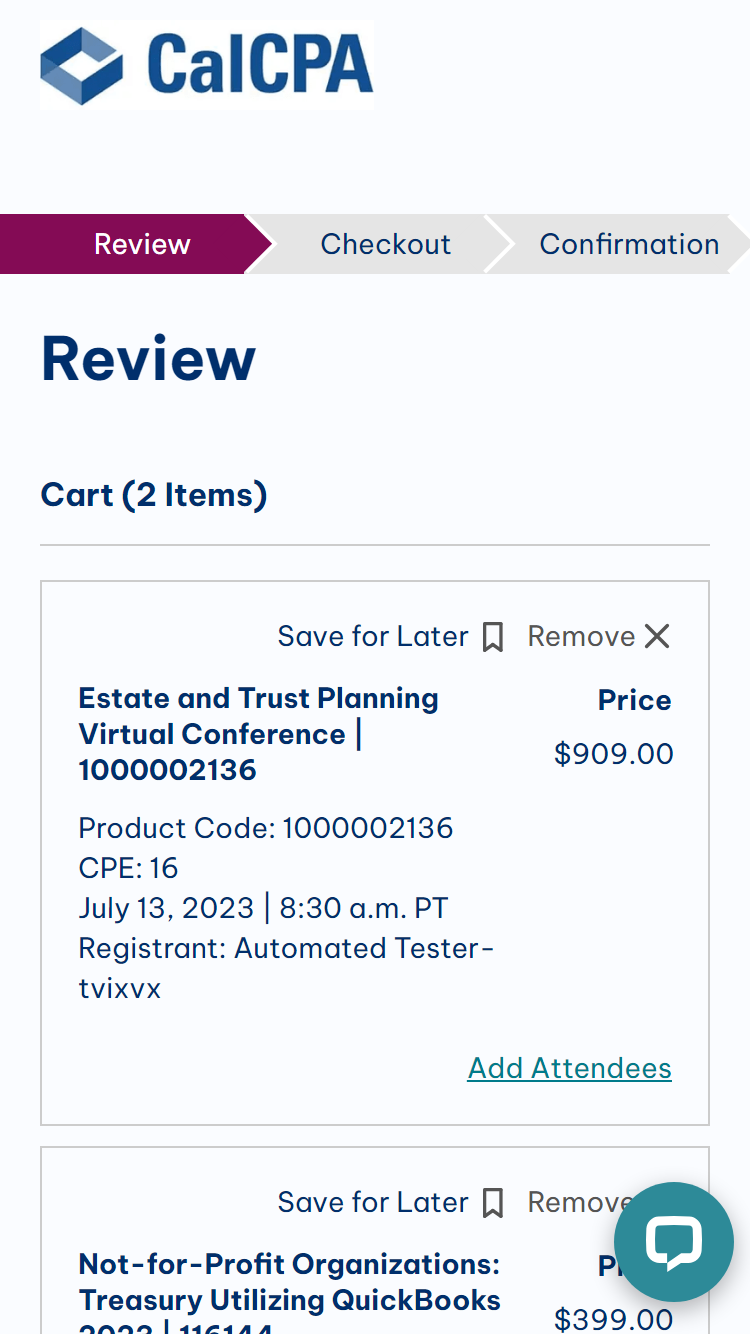 CalCPA
Review
Checkout
Confirmation
Review
Cart (2 Items)
Save for Later
Remove
Estate and Trust Planning
Virtual Conference |
1000002136
Price
$909.00
Product Code: 1000002136
CPE: 16
July 13, 2023 | 8:30 a.m. PT
Registrant: Automated Tester-
tvixvx
Add Attendees
Save for Later
Remove
Not-for-Profit Organizations:
Treasury Utilizing QuickBooks
2023 | 116144
$399.00